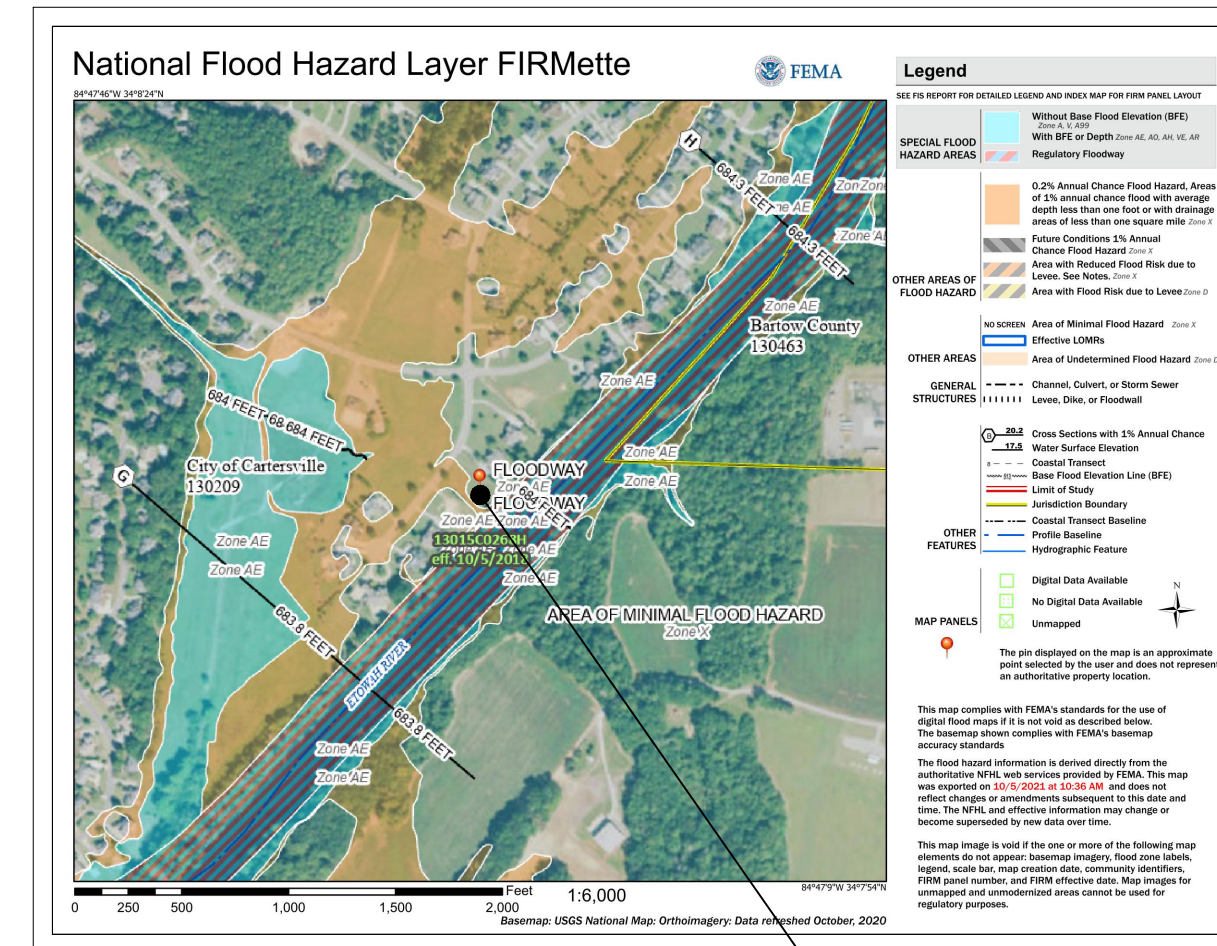 National Flood Hazard Layer FIRMette
FEMA
84°47'46"W 34°8'24"N
H
684.3 FEET
684.3 FEET
Zone AE
Zone AE
Bartow County
130463
Zone AE
684 FEET
684 FEET
City of Cartersville
130209
G
Zone AE
Zone AE
683.8 FEET
FLOODWAY
FLOODWAY
Zone AE
Zone AE
Zone AE
Zone AE
13015C0268H
eff. 10/5/2018
Zone AE
684 FEET
AREA OF MINIMAL FLOOD HAZARD
Zone X
ETOWAH RIVER
683.8 FEET
Zone AE
Zone AE
Feet
0 250 500 1,000 1,500 2,000
1:6,000
84°47'9"W 34°7'54"N
Basemap: USGS National Map: Orthoimagery: Data refreshed October, 2020
Legend
SEE FIS REPORT FOR DETAILED LEGEND AND INDEX MAP FOR FIRM PANEL LAYOUT
SPECIAL FLOOD
HAZARD AREAS
Without Base Flood Elevation (BFE)
Zone A, V, A99
With BFE or Depth Zone AE, AO, AH, VE, AR
Regulatory Floodway
OTHER AREAS OF
FLOOD HAZARD
0.2% Annual Chance Flood Hazard, Areas
of 1% annual chance flood with average
depth less than one foot or with drainage
areas of less than one square mile Zone X
Future Conditions 1% Annual
Chance Flood Hazard Zone X
Area with Reduced Flood Risk due to
Levee. See Notes. Zone X
Area with Flood Risk due to Levee Zone D
OTHER AREAS
NO SCREEN Area of Minimal Flood Hazard Zone X
Effective LOMRs
Area of Undetermined Flood Hazard Zone D
GENERAL
STRUCTURES
Channel, Culvert, or Storm Sewer
Levee, Dike, or Floodwall
OTHER
FEATURES
B 20.2 Cross Sections with 1% Annual Chance
17.5 Water Surface Elevation
8 Coastal Transect
513 Base Flood Elevation Line (BFE)
Limit of Study
Jurisdiction Boundary
Coastal Transect Baseline
Profile Baseline
Hydrographic Feature
MAP PANELS
Digital Data Available
No Digital Data Available
Unmapped
N
The pin displayed on the map is an approximate
point selected by the user and does not represent
an authoritative property location.
This map complies with FEMA's standards for the use of
digital flood maps if it is not void as described below.
The basemap shown complies with FEMA's basemap
accuracy standards
The flood hazard information is derived directly from the
authoritative NFHL web services provided by FEMA. This map
was exported on 10/5/2021 at 10:36 AM and does not
reflect changes or amendments subsequent to this date and
time. The NFHL and effective information may change or
become superseded by new data over time.
This map image is void if the one or more of the following map
elements do not appear: basemap imagery, flood zone labels,
legend, scale bar, map creation date, community identifiers,
FIRM panel number, and FIRM effective date. Map images for
unmapped and unmodernized areas cannot be used for
regulatory purposes.